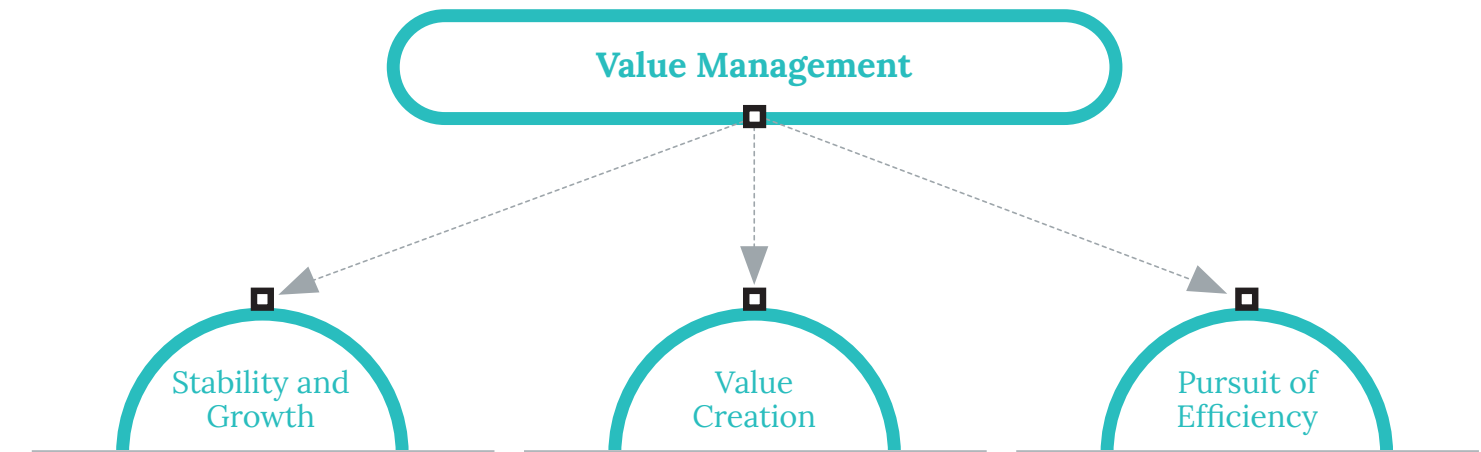 Value Management
Stability and
Growth
Value
Creation
Pursuit of
Efficiency